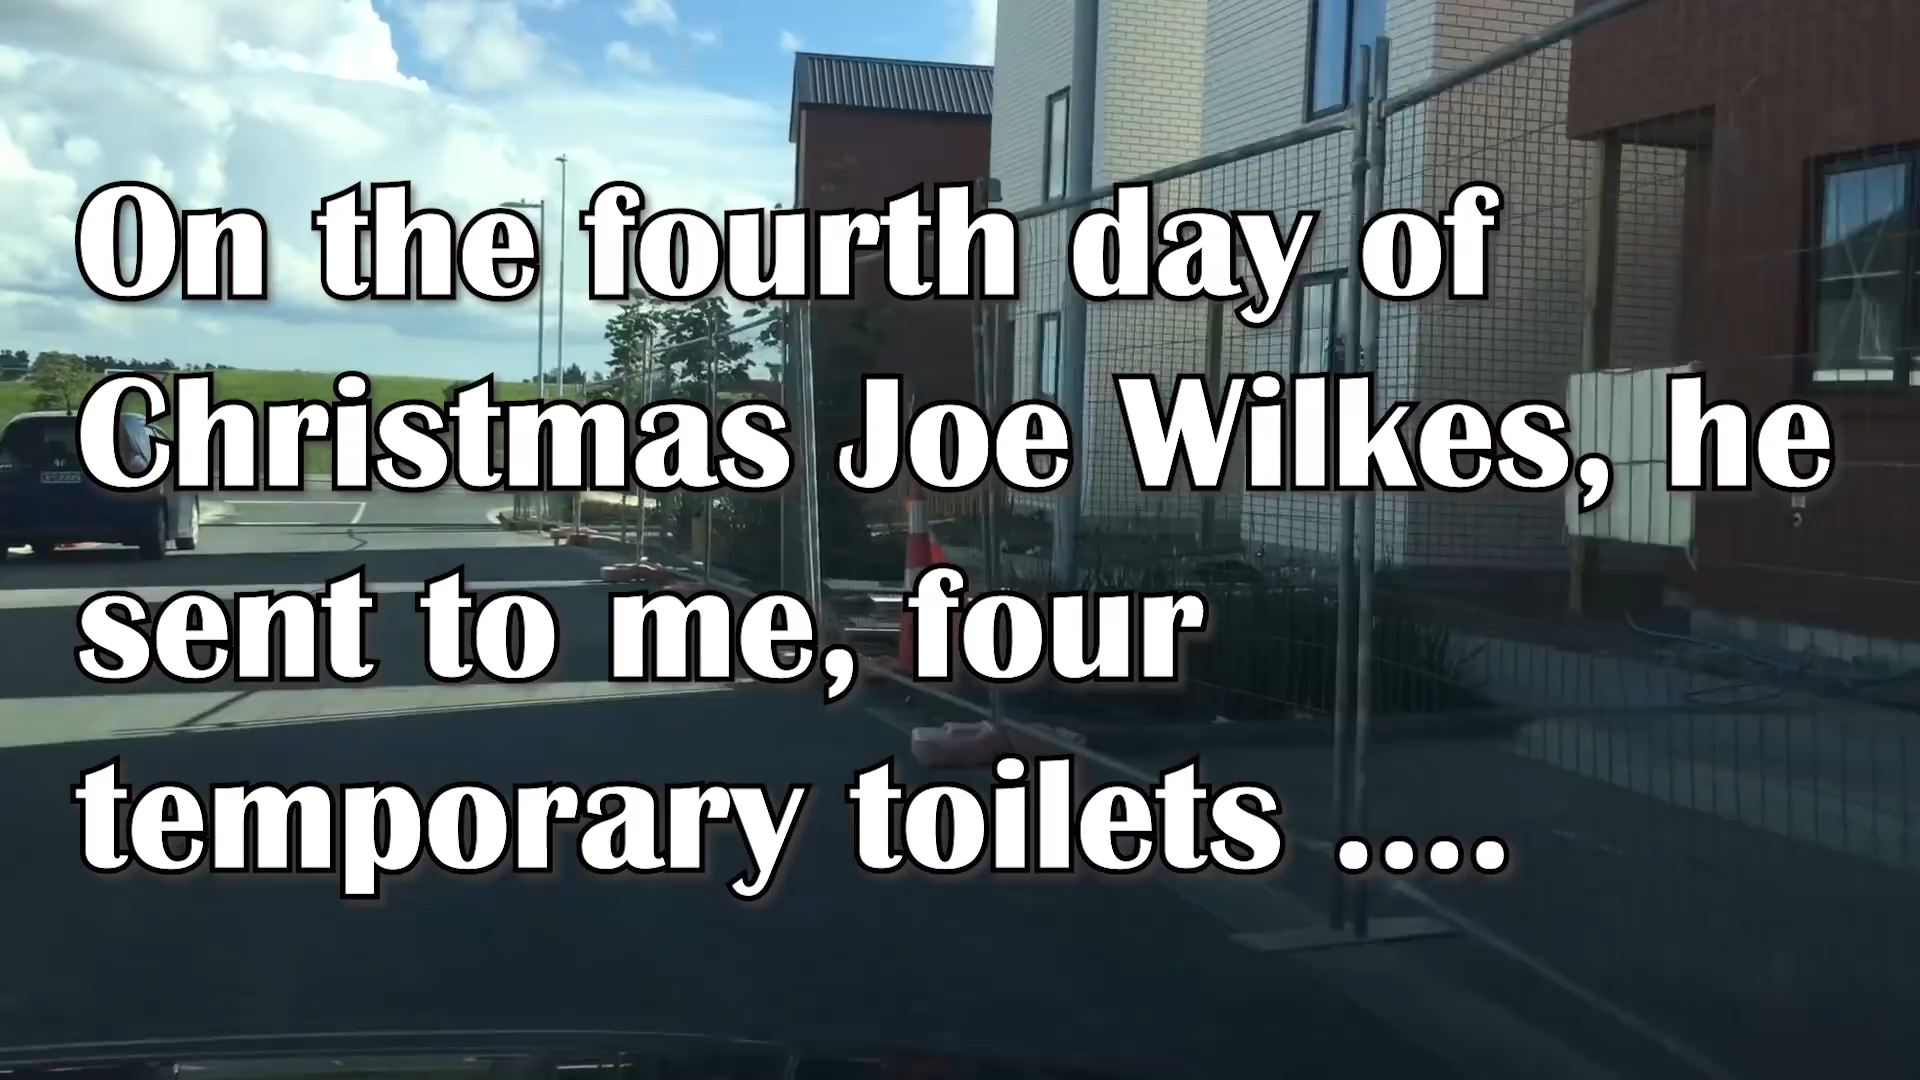 On the fourth day of
Christmas Joe Wilkes, he
sent to me, four
temporary toilets ....